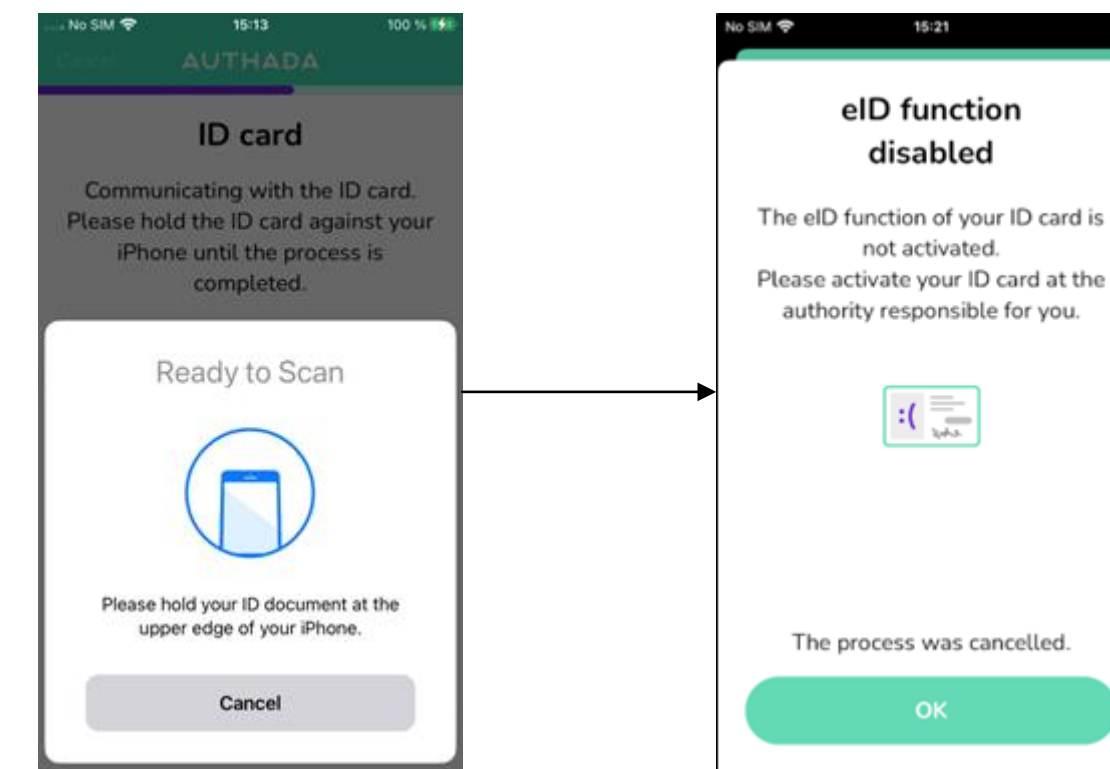 No SIM 15:13 100 %
Cancel AUTHADA
ID card
Communicating with the ID card.
Please hold the ID card against your
iPhone until the process is
completed.
Ready to Scan
Please hold your ID document at the
upper edge of your iPhone.
Cancel
No SIM 15:21
eID function
disabled
The eID function of your ID card is
not activated.
Please activate your ID card at the
authority responsible for you.
:(
The process was cancelled.
OK